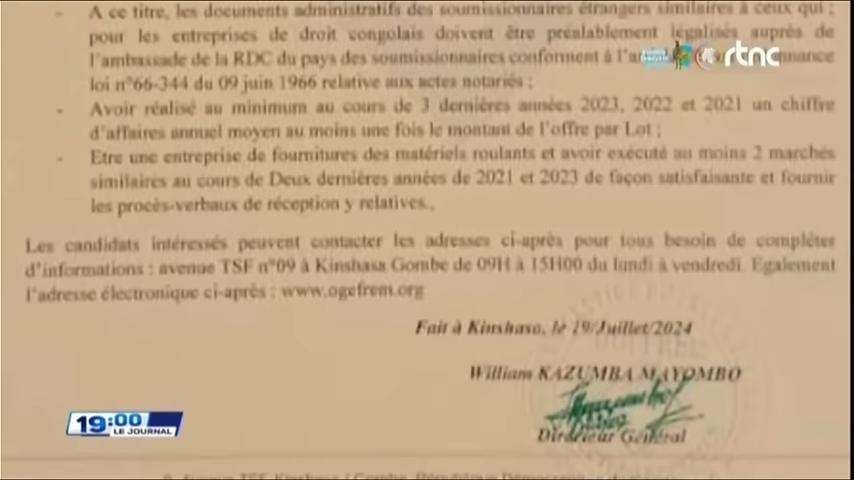 - A ce titre, les documents administratifs des soumissionnaires étrangers similaires à ceux qui ;
pour les entreprises de droit congolais doivent être préalablement légalisés auprès de
l'ambassade de la RDC du pays des soumissionnaires conforment à
loi n°66-344 du 09 juin 1966 relative aux actes notariés ;
- Avoir réalisé au minimum au cours de 3 dernières années 2023, 2022 et 2021 un chiffre
d'affaires annuel moyen au moins une fois le montant de l'offre par Lot ;
- Etre une entreprise de fournitures des matériels roulants et avoir exécuté au moins 2 marchés
similaires au cours de Deux dernières années de 2021 et 2023 de façon satisfaisante et fournir
les procès-verbaux de réception y relatives.,
Les candidats intéressés peuvent contacter les adresses ci-après pour tous besoin de complèter
d'informations : avenue TSF n°09 à Kinshasa Gombe de 09H à 15H00 du lundi à vendredi. Egalement
l'adresse électronique ci-après : www.ogefrem.org
Fait à Kinshasa, le 19/Juillet/2024
William KAZUMBA MAYOMBO
Directeur Général
rtnc
19:00
LE JOURNAL